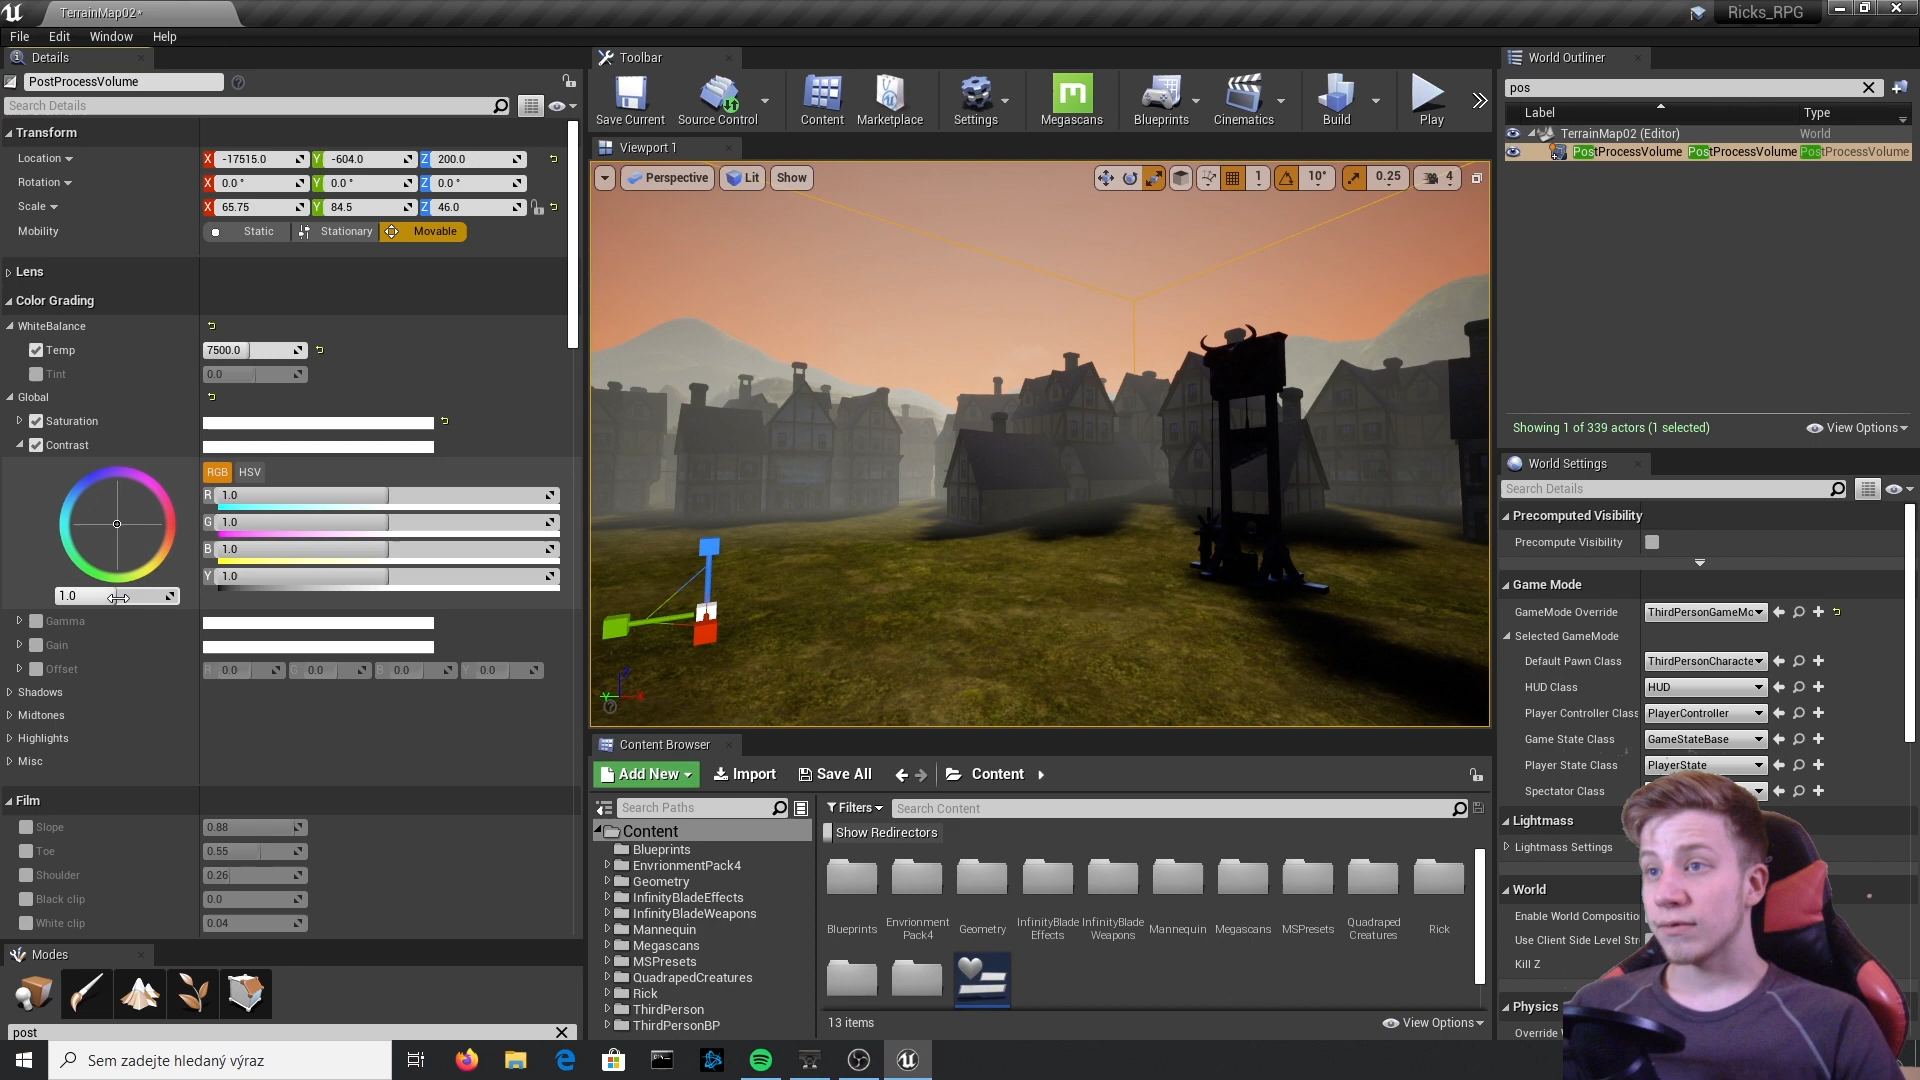 TerrainMap02*
Ricks_RPG
File Edit Window Help
Details
PostProcessVolume
Search Details
Transform
Location X -17515.0 Y -604.0 Z 200.0
Rotation X 0.0 ° Y 0.0 ° Z 0.0 °
Scale X 65.75 Y 84.5 Z 46.0
Mobility Static Stationary Movable
Lens
Color Grading
WhiteBalance
Temp 7500.0
Tint 0.0
Global
Saturation
Contrast
RGB HSV
R 1.0
G 1.0
B 1.0
Y 1.0
1.0
Gamma
Gain
Offset R 0.0 G 0.0 B 0.0 Y 0.0
Shadows
Midtones
Highlights
Misc
Film
Slope 0.88
Toe 0.55
Shoulder 0.26
Black clip 0.0
White clip 0.04
Modes
post
Toolbar
Save Current Source Control Content Marketplace Settings Megascans Blueprints Cinematics Build Play
Viewport 1
Perspective Lit Show 1 10° 0.25 4
Content Browser
Add New Import Save All Content
Search Paths
Filters Search Content
Show Redirectors
Content
Blueprints
EnvrionmentPack4
Geometry
InfinityBladeEffects
InfinityBladeWeapons
Mannequin
Megascans
MSPresets
QuadrapedCreatures
Rick
ThirdPerson
ThirdPersonBP
Blueprints Envrionment Pack4 Geometry InfinityBlade Effects InfinityBlade Weapons Mannequin Megascans MSPresets Quadraped Creatures Rick
13 items View Options
World Outliner
pos
Label Type
TerrainMap02 (Editor) World
PostProcessVolume PostProcessVolume PostProcessVolume
Showing 1 of 339 actors (1 selected) View Options
World Settings
Search Details
Precomputed Visibility
Precompute Visibility
Game Mode
GameMode Override ThirdPersonGameMo
Selected GameMode
Default Pawn Class ThirdPersonCharacte
HUD Class HUD
Player Controller Class PlayerController
Game State Class GameStateBase
Player State Class PlayerState
Spectator Class
Lightmass
Lightmass Settings
World
Enable World Compositio
Use Client Side Level Str
Kill Z
Physics
Override
Sem zadejte hledaný výraz